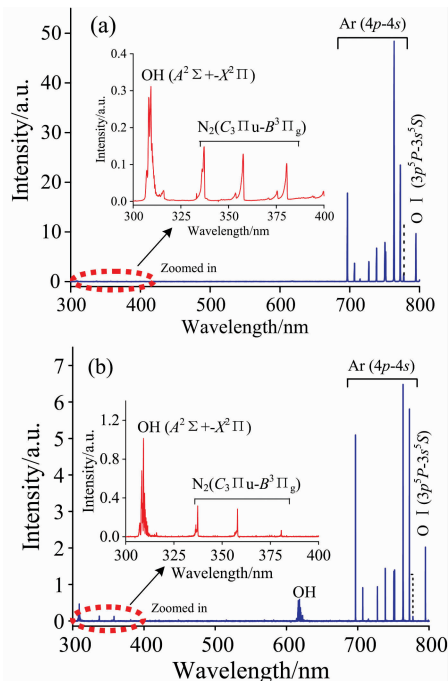 (a)
Intensity/a.u.
50
40
30
20
10
0
300 400 500 600 700 800
Wavelength/nm
Ar (4p-4s)
O I (3p⁵P-3s⁵S)
Zoomed in
Intensity/a.u.
0.4
0.3
0.2
0.1
0.0
300 325 350 375 400
Wavelength/nm
OH (A²Σ+-X²Π)
N₂(C₃Πu-B³Πg)
(b)
Intensity/a.u.
7
6
5
4
3
2
1
0
300 400 500 600 700 800
Wavelength/nm
Ar (4p-4s)
O I (3p⁵P-3s⁵S)
OH
Zoomed in
Intensity/a.u.
1.2
0.8
0.4
0.0
300 325 350 375 400
Wavelength/nm
OH (A²Σ+-X²Π)
N₂(C₃Πu-B³Πg)